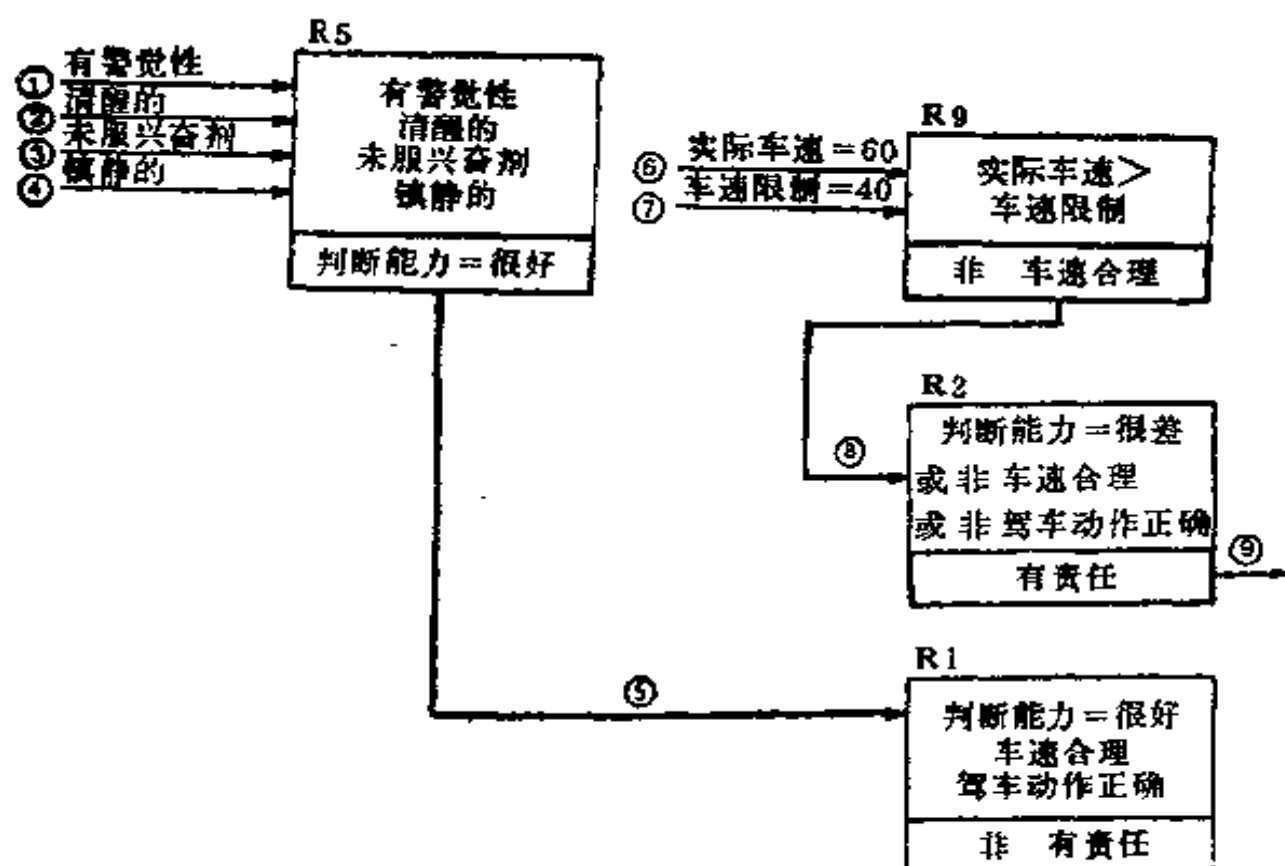 R5
① 有警觉性
② 清醒的
③ 未服兴奋剂
④ 镇静的
有警觉性
清醒的
未服兴奋剂
镇静的
判断能力=很好
R9
⑥ 实际车速=60
⑦ 车速限制=40
实际车速>
车速限制
非 车速合理
R2
⑧
判断能力=很差
或非车速合理
或非驾车动作正确
有责任
⑨
R1
⑤
判断能力=很好
车速合理
驾车动作正确
非 有责任